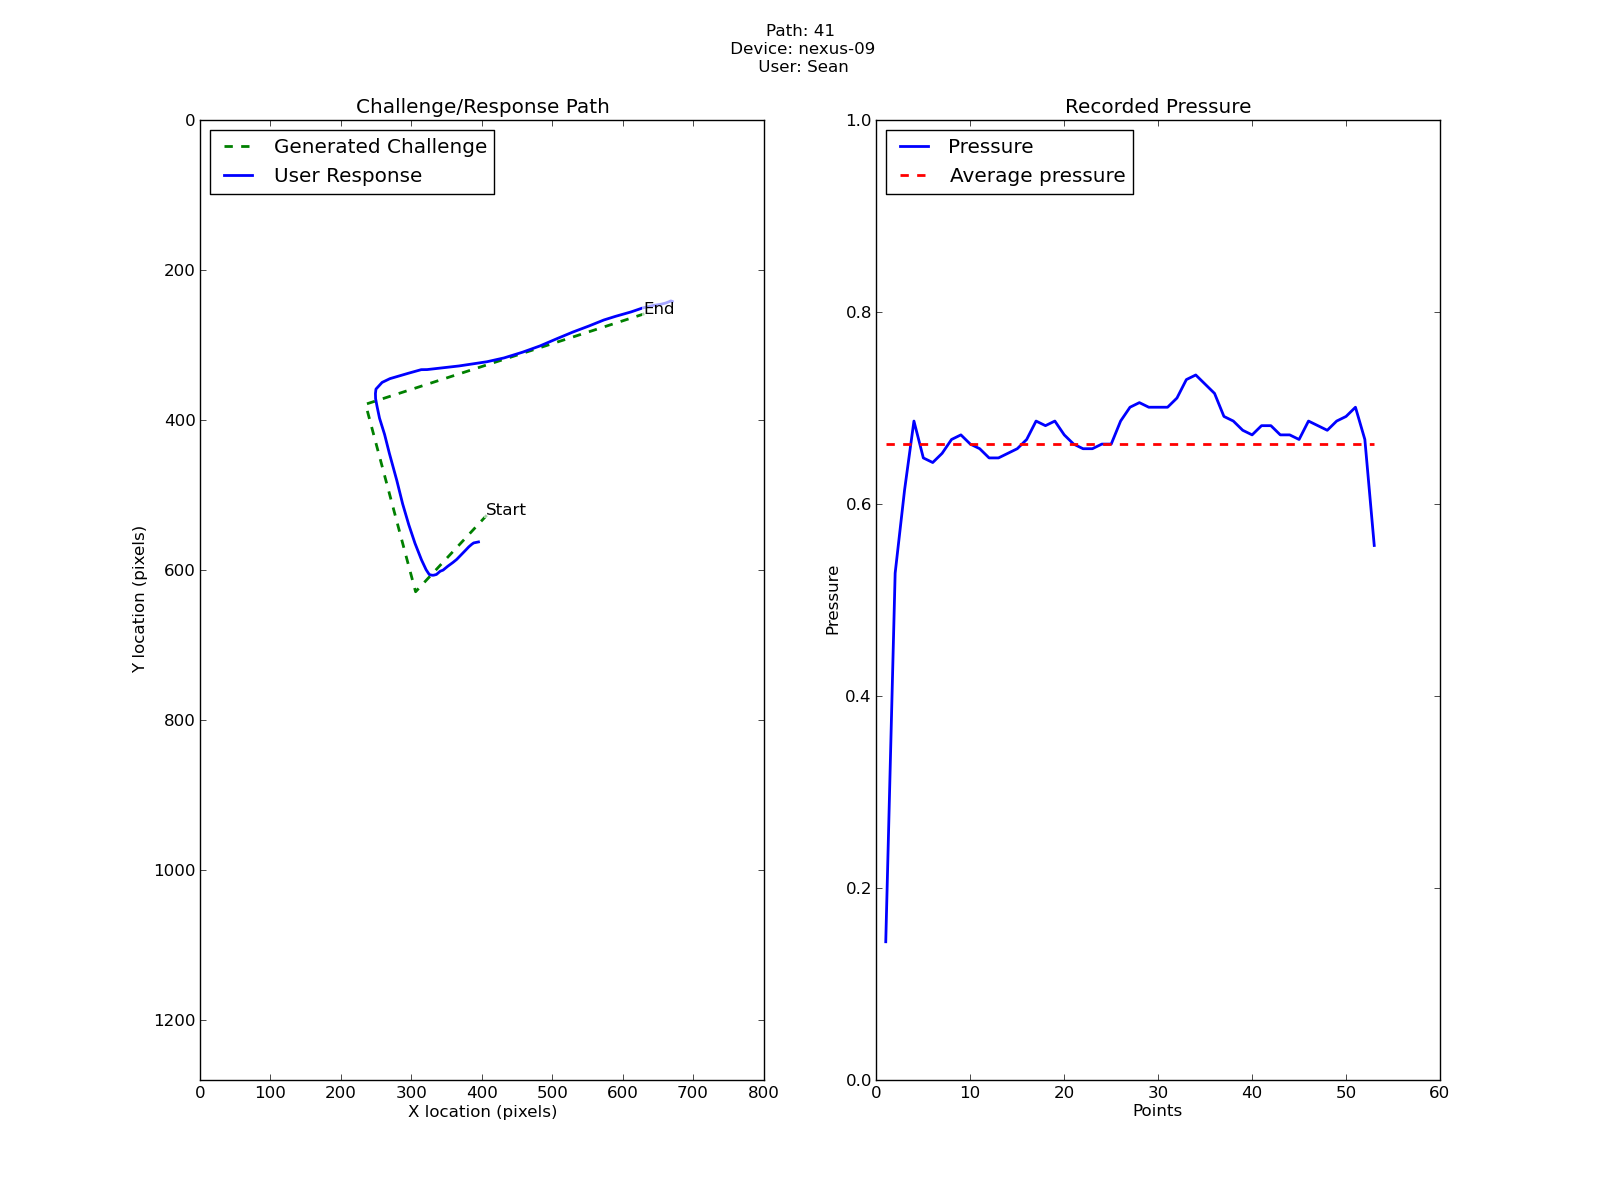 Path: 41
Device: nexus-09
User: Sean
Challenge/Response Path
Generated Challenge
User Response
0
200
400
600
800
1000
1200
Y location (pixels)
End
Start
0 100 200 300 400 500 600 700 800
X location (pixels)
Recorded Pressure
Pressure
Average pressure
1.0
0.8
0.6
0.4
0.2
0.0
Pressure
0 10 20 30 40 50 60
Points